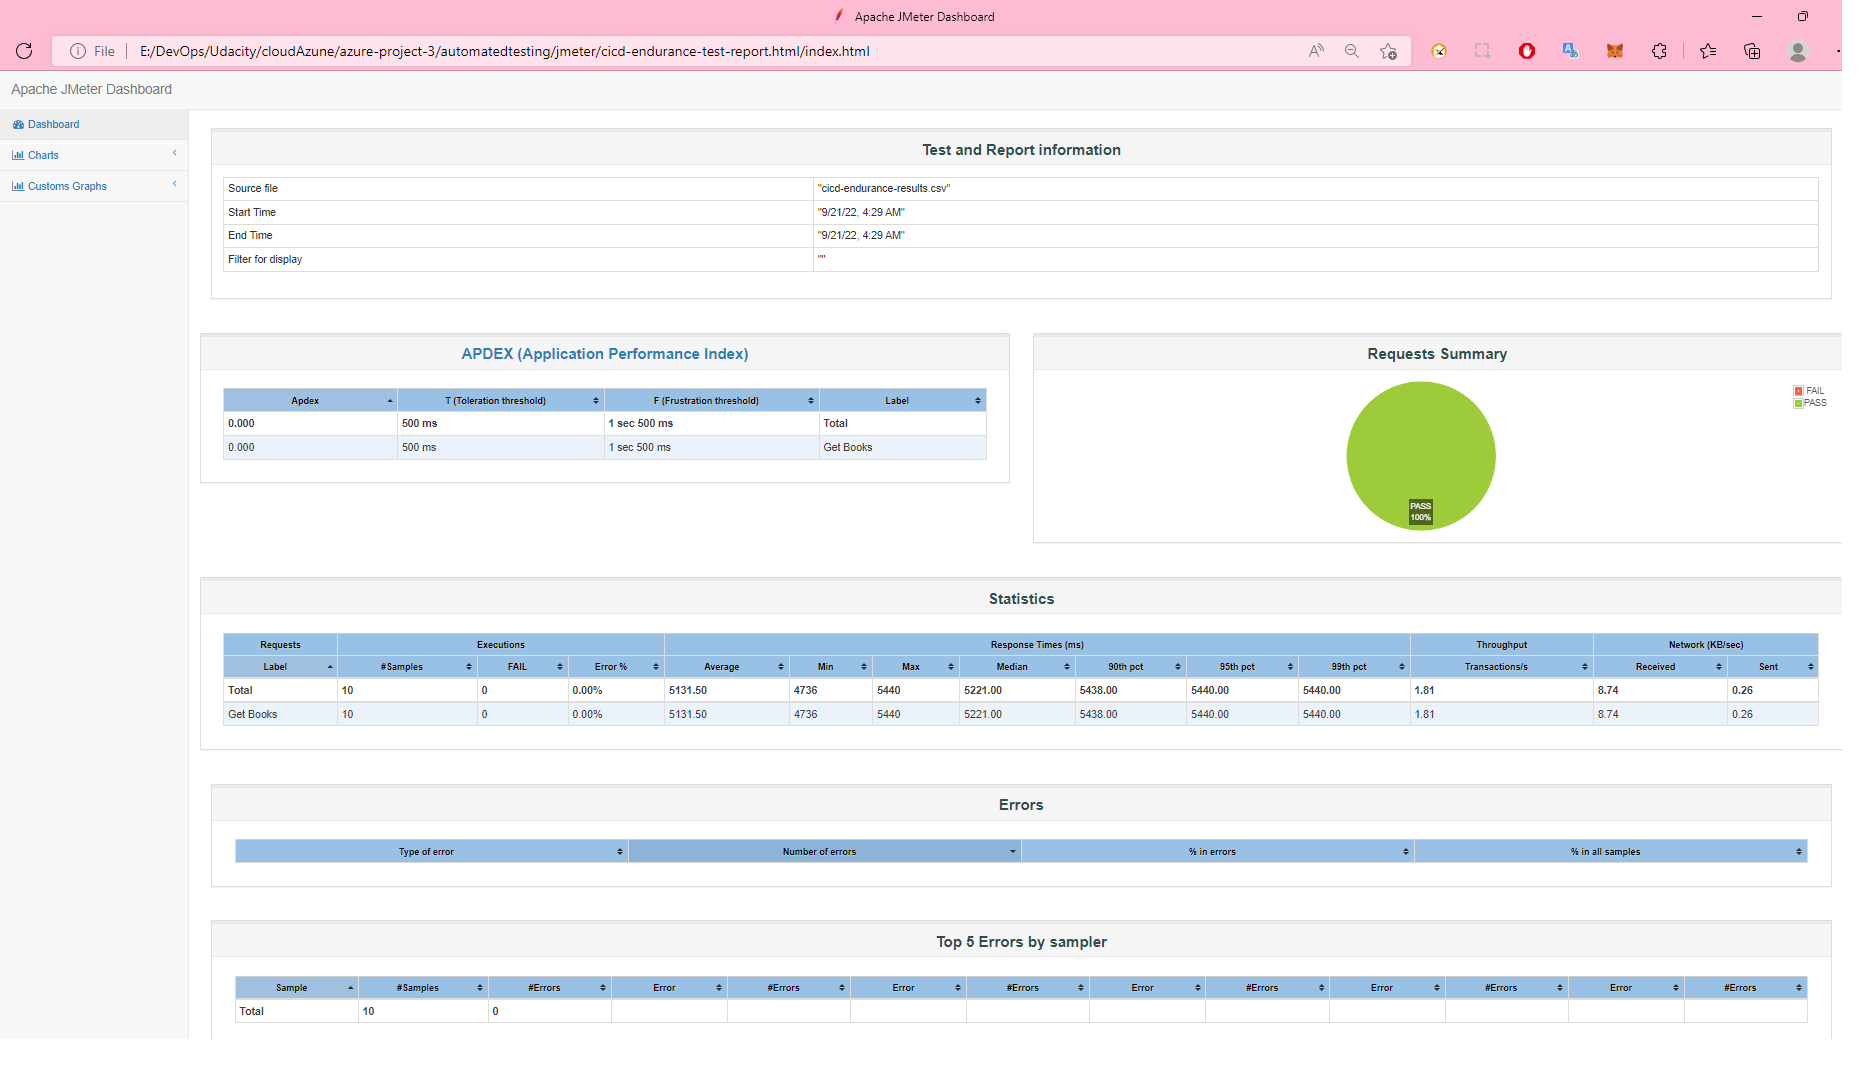 Apache JMeter Dashboard
File E:/DevOps/Udacity/cloudAzune/azure-project-3/automatedtesting/jmeter/cicd-endurance-test-report.html/index.html
Apache JMeter Dashboard
Dashboard
Charts
Customs Graphs
Test and Report information
Source file "cicd-endurance-results.csv"
Start Time "9/21/22, 4:29 AM"
End Time "9/21/22, 4:29 AM"
Filter for display ""
APDEX (Application Performance Index)
Apdex T (Toleration threshold) F (Frustration threshold) Label
0.000 500 ms 1 sec 500 ms Total
0.000 500 ms 1 sec 500 ms Get Books
Requests Summary
FAIL
PASS
PASS
100%
Statistics
Requests Executions Response Times (ms) Throughput Network (KB/sec)
Label #Samples FAIL Error % Average Min Max Median 90th pct 95th pct 99th pct Transactions/s Received Sent
Total 10 0 0.00% 5131.50 4736 5440 5221.00 5438.00 5440.00 5440.00 1.81 8.74 0.26
Get Books 10 0 0.00% 5131.50 4736 5440 5221.00 5438.00 5440.00 5440.00 1.81 8.74 0.26
Errors
Type of error Number of errors % in errors % in all samples
Top 5 Errors by sampler
Sample #Samples #Errors Error #Errors Error #Errors Error #Errors Error #Errors Error #Errors
Total 10 0